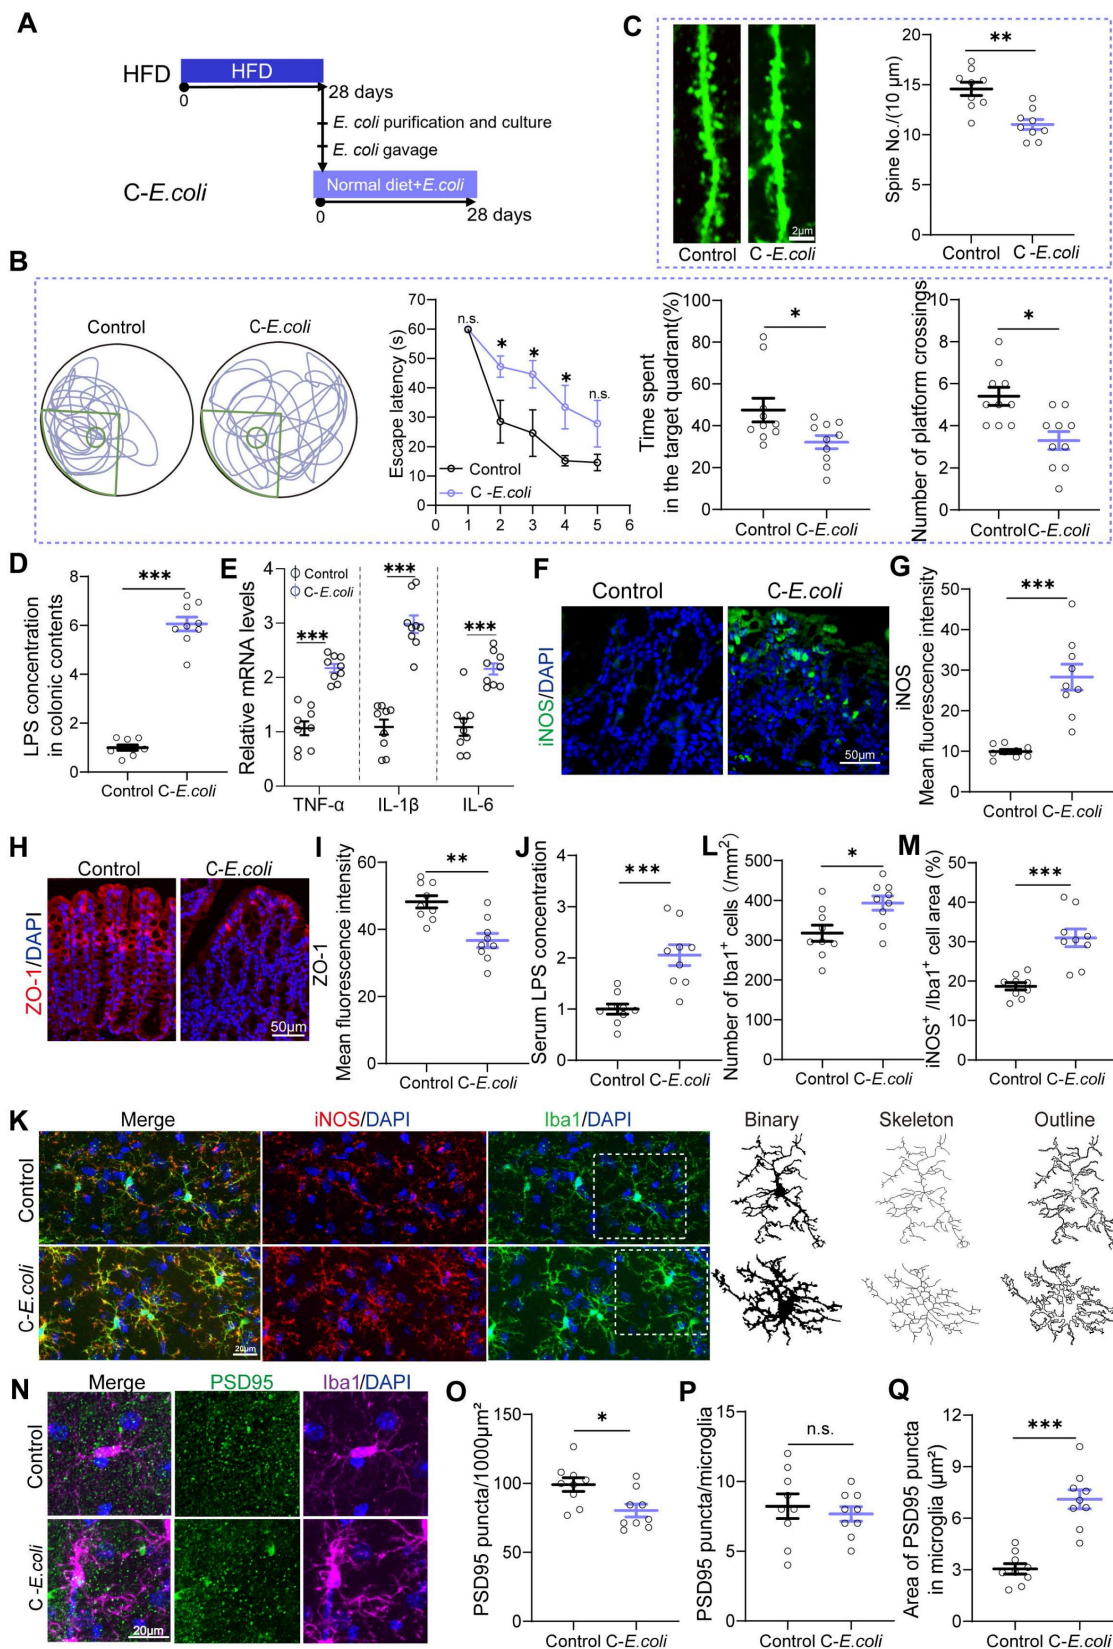 A
HFD
HFD
0
28 days
E. coli purification and culture
E. coli gavage
C-E.coli
Normal diet+E.coli
0
28 days
C
Control
C -E.coli
2μm
Spine No./(10 μm)
20
15
10
5
0
**
Control
C -E.coli
B
Control
C-E.coli
Escape latency (s)
70
60
50
40
30
20
10
0
n.s.
*
*
*
n.s.
Control
C -E.coli
0 1 2 3 4 5 6
Time spent
in the target quadrant(%)
100
80
60
40
20
0
*
Control C-E.coli
Number of platform crossings
10
8
6
4
2
0
*
Control C-E.coli
D
LPS concentration
in colonic contents
8
6
4
2
0
***
Control C-E.coli
E
Relative mRNA levels
4
3
2
1
0
Control
C-E.coli
***
***
***
TNF-α
IL-1β
IL-6
F
Control
C-E.coli
iNOS/DAPI
50μm
G
iNOS
Mean fluorescence intensity
50
40
30
20
10
0
***
Control C-E.coli
H
Control
C-E.coli
ZO-1/DAPI
50μm
I
ZO-1
Mean fluorescence intensity
60
40
20
0
**
Control C-E.coli
J
Serum LPS concentration
4
3
2
1
0
***
Control C-E.coli
L
Number of Iba1+ cells (/mm²)
500
400
300
200
100
0
*
Control C-E.coli
M
iNOS+ /Iba1+ cell area (%)
50
40
30
20
10
0
***
Control C-E.coli
K
Merge
iNOS/DAPI
Iba1/DAPI
Binary
Skeleton
Outline
Control
C-E.coli
20μm
N
Merge
PSD95
Iba1/DAPI
Control
C -E.coli
20μm
O
PSD95 puncta/1000μm²
150
100
50
0
*
Control C-E.coli
P
PSD95 puncta/microglia
15
10
5
0
n.s.
Control C-E.coli
Q
Area of PSD95 puncta
in microglia (μm²)
12
9
6
3
0
***
Control C-E.coli